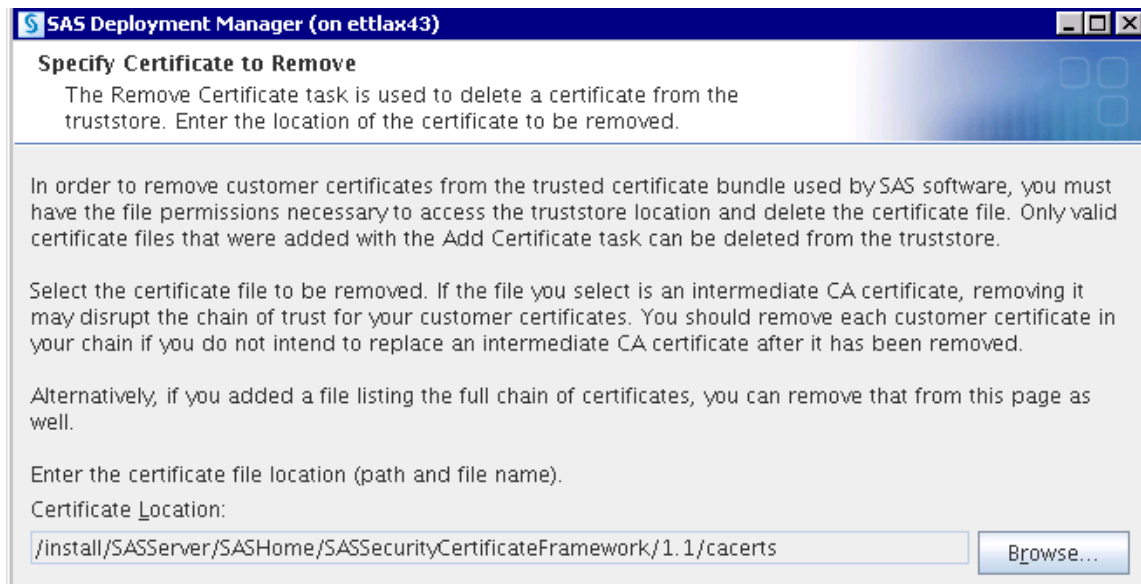 SAS Deployment Manager (on ettlax43)
Specify Certificate to Remove
The Remove Certificate task is used to delete a certificate from the
truststore. Enter the location of the certificate to be removed.
In order to remove customer certificates from the trusted certificate bundle used by SAS software, you must
have the file permissions necessary to access the truststore location and delete the certificate file. Only valid
certificate files that were added with the Add Certificate task can be deleted from the truststore.
Select the certificate file to be removed. If the file you select is an intermediate CA certificate, removing it
may disrupt the chain of trust for your customer certificates. You should remove each customer certificate in
your chain if you do not intend to replace an intermediate CA certificate after it has been removed.
Alternatively, if you added a file listing the full chain of certificates, you can remove that from this page as
well.
Enter the certificate file location (path and file name).
Certificate Location:
/install/SASServer/SASHome/SASSecurityCertificateFramework/1.1/cacerts
Browse...